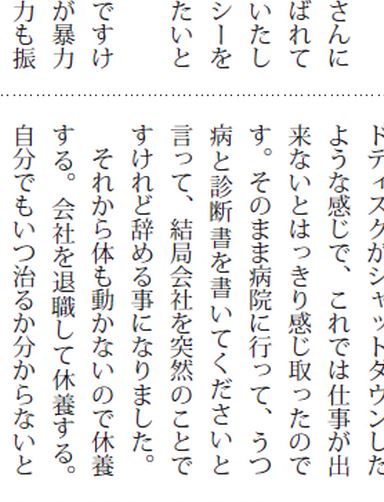 さんに
ばれて
いたし
シーを
たいと
ですけ
が暴力
力も振
ドディスクがシャットダウンした
ような感じで、これでは仕事が出
来ないとはっきり感じ取ったので
す。そのまま病院に行って、うつ
病と診断書を書いてくださいと
言って、結局会社を突然のことで
すけれど辞める事になりました。
それから体も動かないので休養
する。会社を退職して休養する。
自分でもいつ治るか分からないと